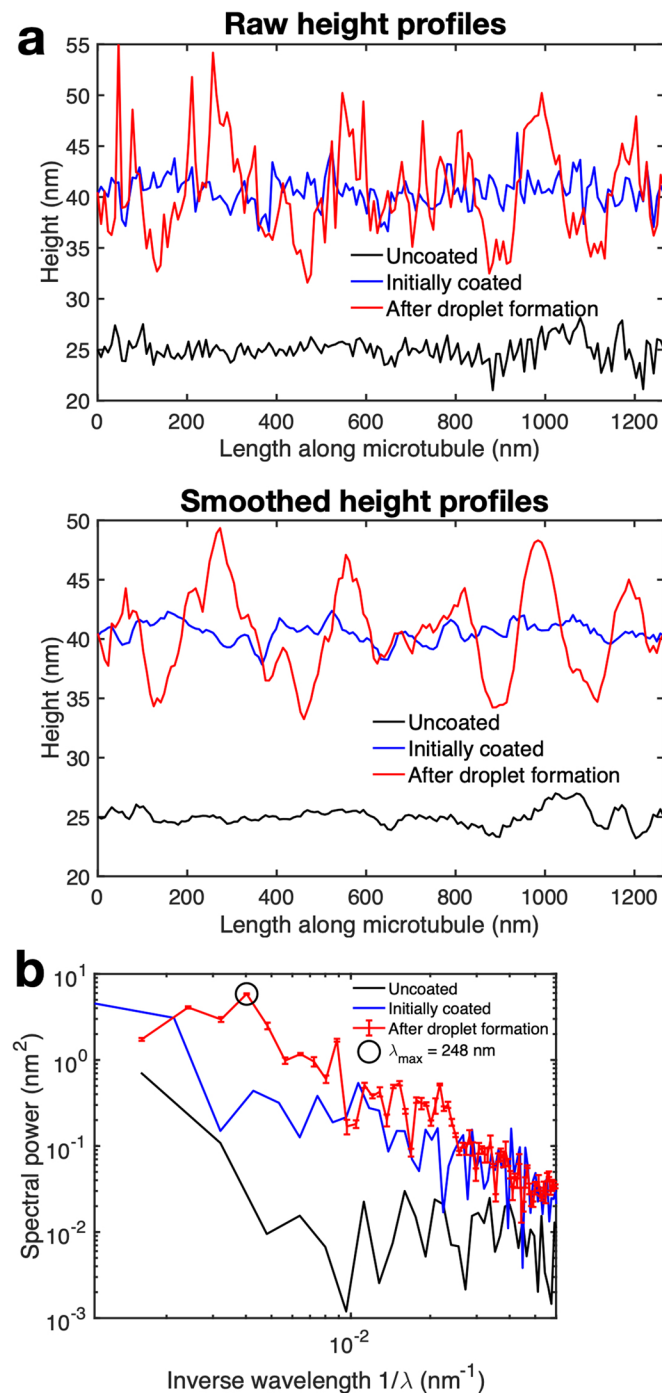 a
Raw height profiles
55
50
45
40
35
30
25
20
Height (nm)
Uncoated
Initially coated
After droplet formation
0 200 400 600 800 1000 1200
Length along microtubule (nm)
Smoothed height profiles
50
45
40
35
30
25
20
Height (nm)
Uncoated
Initially coated
After droplet formation
0 200 400 600 800 1000 1200
Length along microtubule (nm)
b
10¹
10⁰
10⁻¹
10⁻²
10⁻³
Spectral power (nm²)
Uncoated
Initially coated
After droplet formation
λmax = 248 nm
10⁻²
Inverse wavelength 1/λ (nm⁻¹)